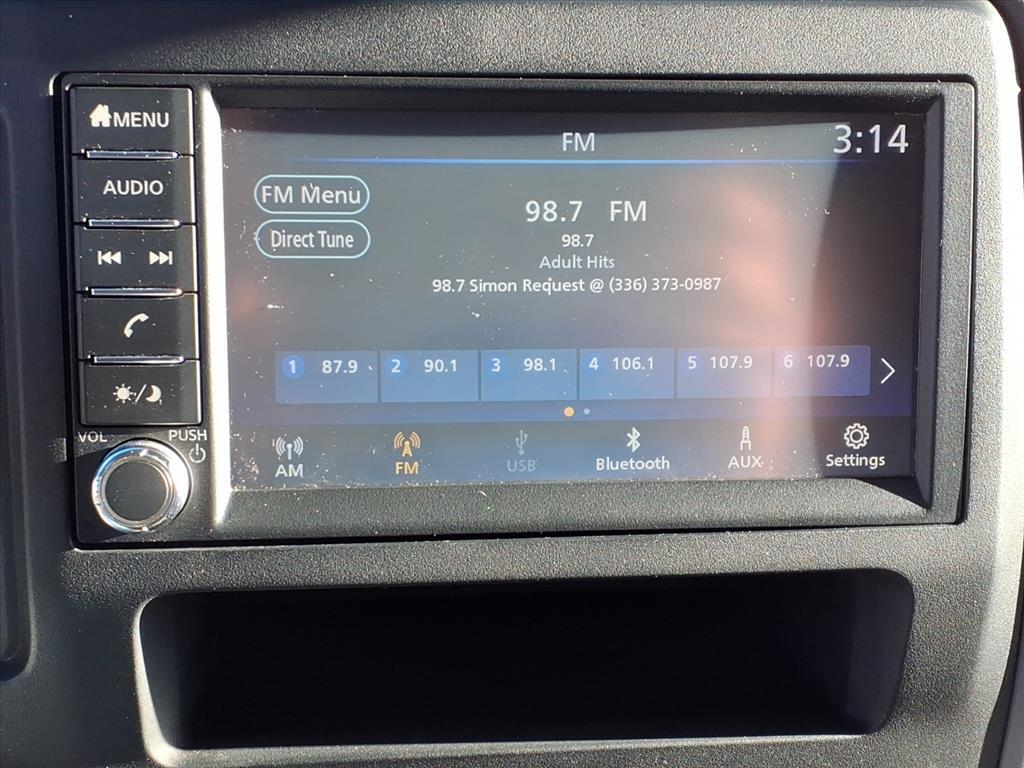 MENU
AUDIO
VOL
PUSH
FM
3:14
FM Menu
Direct Tune
98.7 FM
98.7
Adult Hits
98.7 Simon Request @ (336) 373-0987
1 87.9
2 90.1
3 98.1
4 106.1
5 107.9
6 107.9
AM
FM
USB
Bluetooth
AUX
Settings